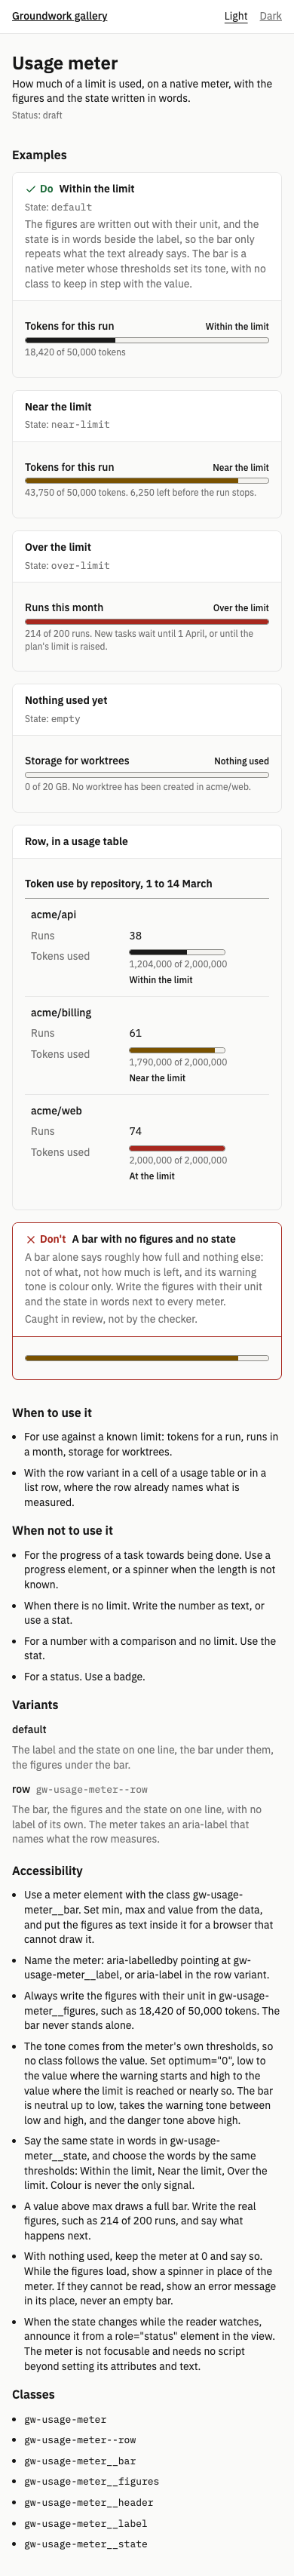 Groundwork gallery Light Dark
Usage meter
How much of a limit is used, on a native meter, with the
figures and the state written in words.
Status: draft
Examples
Do Within the limit
State: default
The figures are written out with their unit, and the
state is in words beside the label, so the bar only
repeats what the text already says. The bar is a
native meter whose thresholds set its tone, with no
class to keep in step with the value.
Tokens for this run Within the limit
18,420 of 50,000 tokens
Near the limit
State: near-limit
Tokens for this run Near the limit
43,750 of 50,000 tokens. 6,250 left before the run stops.
Over the limit
State: over-limit
Runs this month Over the limit
214 of 200 runs. New tasks wait until 1 April, or until the
plan's limit is raised.
Nothing used yet
State: empty
Storage for worktrees Nothing used
0 of 20 GB. No worktree has been created in acme/web.
Row, in a usage table
Token use by repository, 1 to 14 March
acme/api
Runs 38
Tokens used
1,204,000 of 2,000,000
Within the limit
acme/billing
Runs 61
Tokens used
1,790,000 of 2,000,000
Near the limit
acme/web
Runs 74
Tokens used
2,000,000 of 2,000,000
At the limit
Don't A bar with no figures and no state
A bar alone says roughly how full and nothing else:
not of what, not how much is left, and its warning
tone is colour only. Write the figures with their unit
and the state in words next to every meter.
Caught in review, not by the checker.
When to use it
• For use against a known limit: tokens for a run, runs in
a month, storage for worktrees.
• With the row variant in a cell of a usage table or in a
list row, where the row already names what is
measured.
When not to use it
• For the progress of a task towards being done. Use a
progress element, or a spinner when the length is not
known.
• When there is no limit. Write the number as text, or
use a stat.
• For a number with a comparison and no limit. Use the
stat.
• For a status. Use a badge.
Variants
default
The label and the state on one line, the bar under them,
the figures under the bar.
row gw-usage-meter--row
The bar, the figures and the state on one line, with no
label of its own. The meter takes an aria-label that
names what the row measures.
Accessibility
• Use a meter element with the class gw-usage-
meter__bar. Set min, max and value from the data,
and put the figures as text inside it for a browser that
cannot draw it.
• Name the meter: aria-labelledby pointing at gw-
usage-meter__label, or aria-label in the row variant.
• Always write the figures with their unit in gw-usage-
meter__figures, such as 18,420 of 50,000 tokens. The
bar never stands alone.
• The tone comes from the meter's own thresholds, so
no class follows the value. Set optimum="0", low to
the value where the warning starts and high to the
value where the limit is reached or nearly so. The bar
is neutral up to low, takes the warning tone between
low and high, and the danger tone above high.
• Say the same state in words in gw-usage-
meter__state, and choose the words by the same
thresholds: Within the limit, Near the limit, Over the
limit. Colour is never the only signal.
• A value above max draws a full bar. Write the real
figures, such as 214 of 200 runs, and say what
happens next.
• With nothing used, keep the meter at 0 and say so.
While the figures load, show a spinner in place of the
meter. If they cannot be read, show an error message
in its place, never an empty bar.
• When the state changes while the reader watches,
announce it from a role="status" element in the view.
The meter is not focusable and needs no script
beyond setting its attributes and text.
Classes
• gw-usage-meter
• gw-usage-meter--row
• gw-usage-meter__bar
• gw-usage-meter__figures
• gw-usage-meter__header
• gw-usage-meter__label
• gw-usage-meter__state